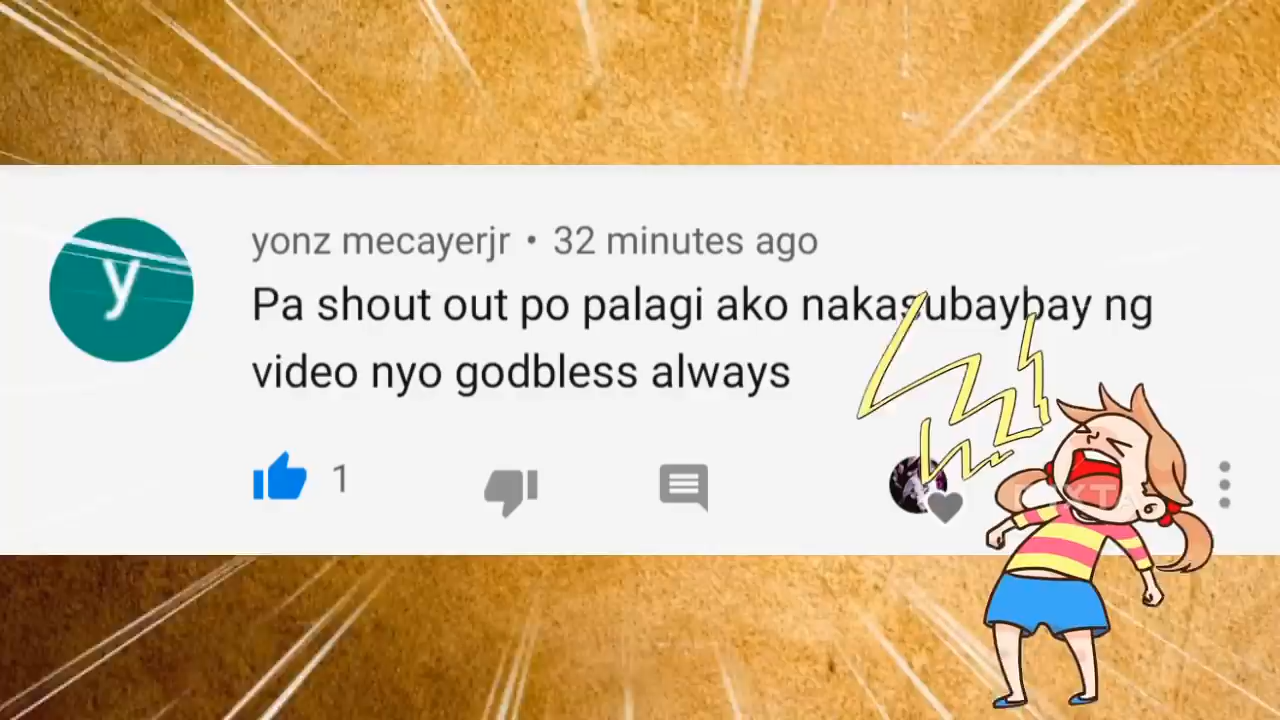 y
yonz mecayerjr • 32 minutes ago
Pa shout out po palagi ako nakasubaybay ng
video nyo godbless always
1